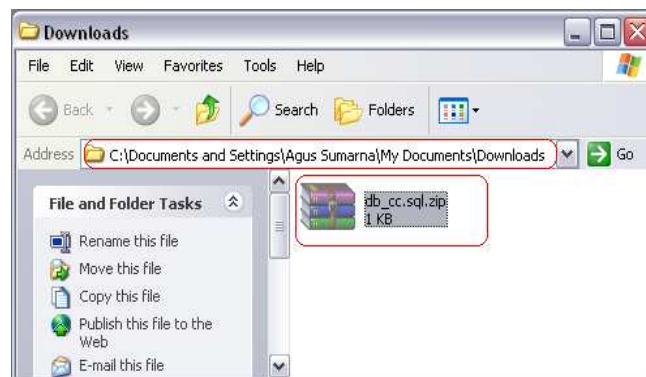 Downloads
File Edit View Favorites Tools Help
Back Search Folders
Address C:\Documents and Settings\Agus Sumarna\My Documents\Downloads Go
File and Folder Tasks
Rename this file
Move this file
Copy this file
Publish this file to the
Web
E-mail this file
db_cc.sql.zip
1 KB